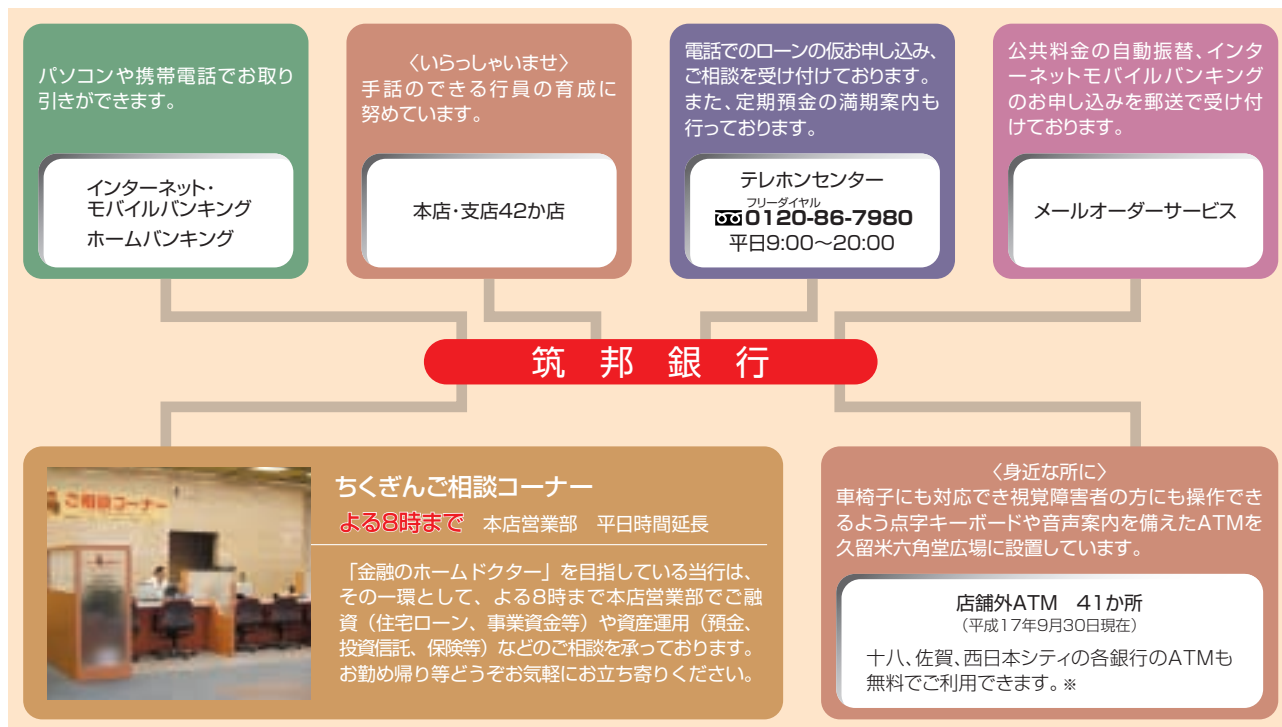 パソコンや携帯電話でお取り
引きができます。
インターネット・
モバイルバンキング
ホームバンキング
〈いらっしゃいませ〉
手話のできる行員の育成に
努めています。
本店・支店42か店
電話でのローンの仮お申し込み、
ご相談を受け付けております。
また、定期預金の満期案内も
行っております。
テレホンセンター
フリーダイヤル
0120-86-7980
平日9:00〜20:00
公共料金の自動振替、インタ
ーネットモバイルバンキング
のお申し込みを郵送で受け付
けております。
メールオーダーサービス
筑邦銀行
ご相談コーナー
ちくぎんご相談コーナー
よる8時まで 本店営業部 平日時間延長
「金融のホームドクター」を目指している当行は、
その一環として、よる8時まで本店営業部でご融
資（住宅ローン、事業資金等）や資産運用（預金、
投資信託、保険等）などのご相談を承っております。
お勤め帰り等どうぞお気軽にお立ち寄りください。
〈身近な所に〉
車椅子にも対応でき視覚障害者の方にも操作でき
るよう点字キーボードや音声案内を備えたATMを
久留米六角堂広場に設置しています。
店舗外ATM 41か所
（平成17年9月30日現在）
十八、佐賀、西日本シティの各銀行のATMも
無料でご利用できます。※